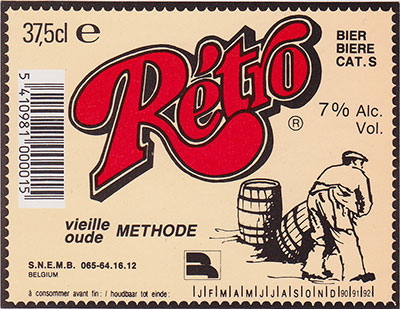 37,5cl e
Rétro
®
BIER
BIERE
CAT. S
7% Alc.
Vol.
5 410981 000015
vieille
oude
METHODE
S.N.E.M.B. 065-64.16.12
BELGIUM
à consommer avant fin : / houdbaar tot einde :
J F M A M J J A S O N D 90 91 92